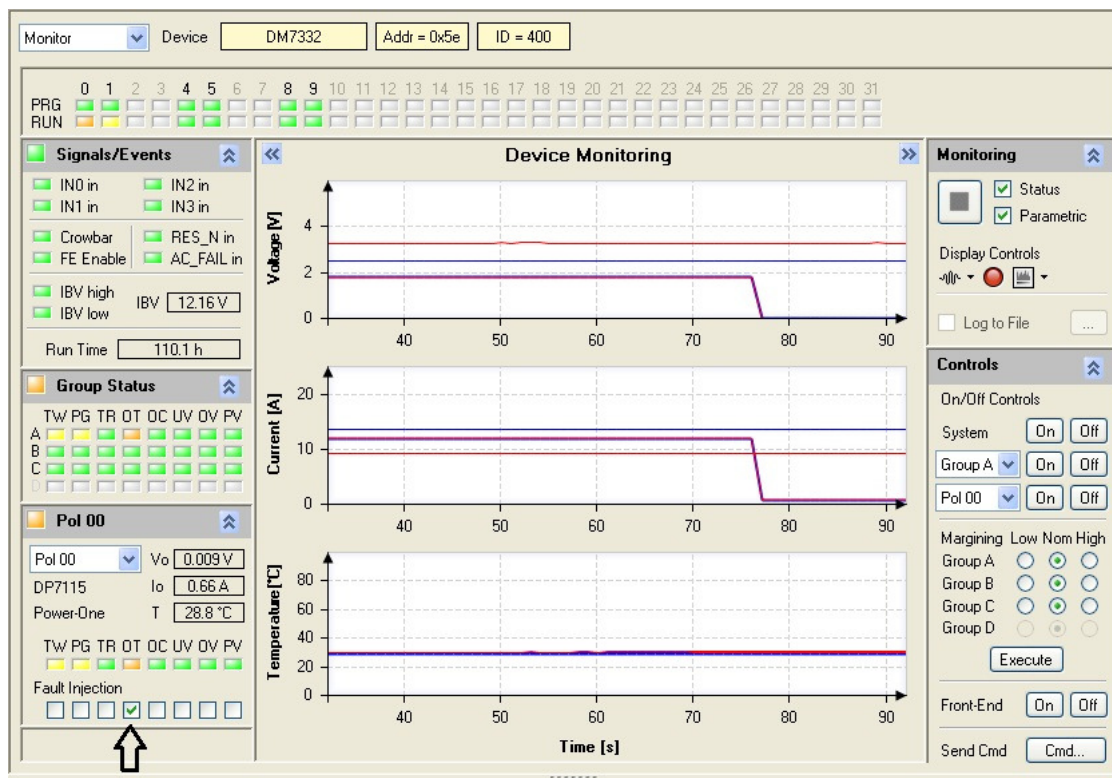 Monitor Device DM7332 Addr = 0x5e ID = 400
0 1 2 3 4 5 6 7 8 9 10 11 12 13 14 15 16 17 18 19 20 21 22 23 24 25 26 27 28 29 30 31
PRG
RUN
Signals/Events
IN0 in IN2 in
IN1 in IN3 in
Crowbar RES_N in
FE Enable AC_FAIL in
IBV high
IBV 12.16 V
IBV low
Run Time 110.1 h
Group Status
TW PG TR OT OC UV OV PV
A
B
C
D
Pol 00
Pol 00 Vo 0.009 V
DP7115 Io 0.66 A
Power-One T 28.8 °C
TW PG TR OT OC UV OV PV
Fault Injection
Device Monitoring
Voltage [V]
4
2
0
40 50 60 70 80 90
Current [A]
20
10
0
40 50 60 70 80 90
Temperature [°C]
80
60
40
20
0
40 50 60 70 80 90
Time [s]
Monitoring
Status
Parametric
Display Controls
Log to File ...
Controls
On/Off Controls
System On Off
Group A On Off
Pol 00 On Off
Margining Low Nom High
Group A
Group B
Group C
Group D
Execute
Front-End On Off
Send Cmd Cmd...